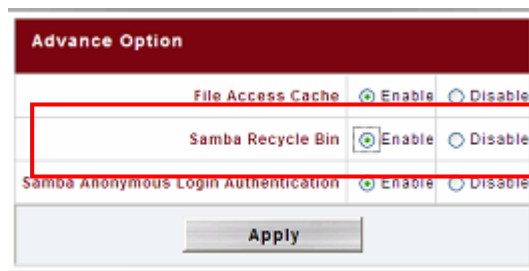 Advance Option
File Access Cache Enable Disable
Samba Recycle Bin Enable Disable
Samba Anonymous Login Authentication Enable Disable
Apply